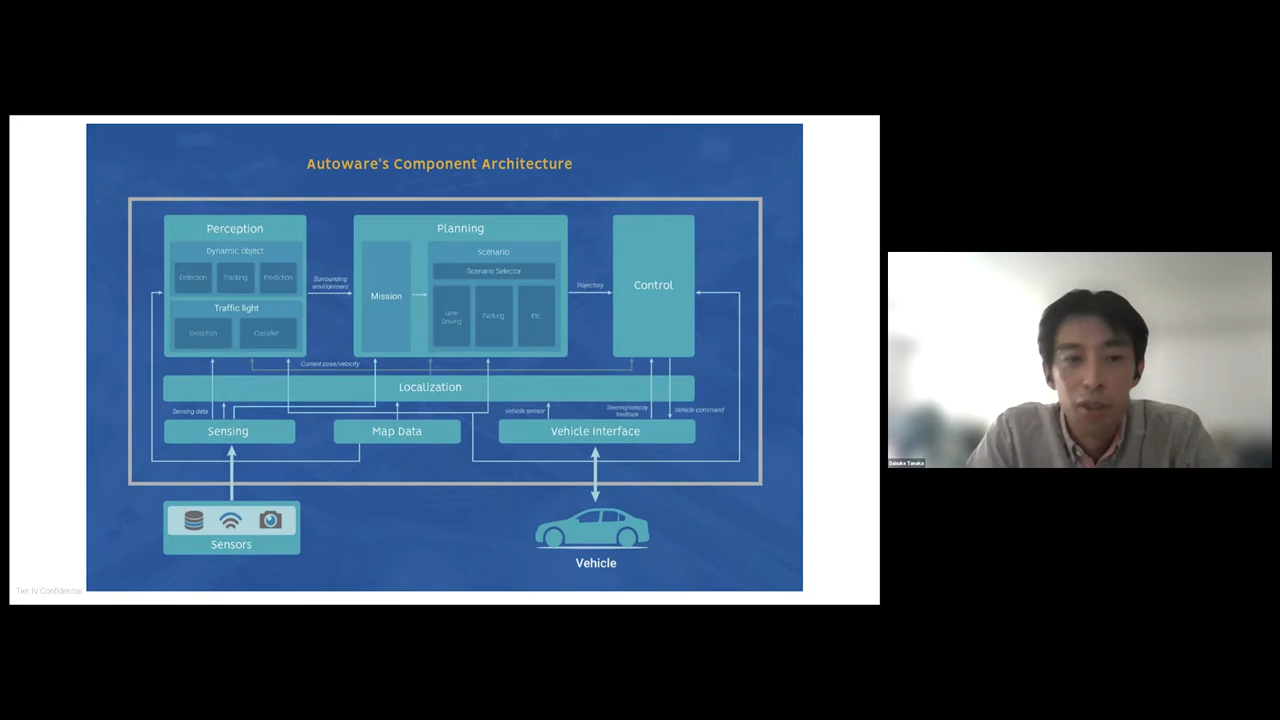 Autoware's Component Architecture
Perception
Dynamic object
Detection
Tracking
Prediction
Traffic light
Detection
Classifier
Surrounding
environment
Planning
Mission
Scenario
Scenario Selector
Lane
Driving
Parking
Etc.
Trajectory
Control
Current pose/velocity
Localization
Sensing data
Vehicle sensor
Steering/velocity
feedback
Vehicle command
Sensing
Map Data
Vehicle Interface
Sensors
Vehicle
Tier IV Confidential
Daisuke Tanaka